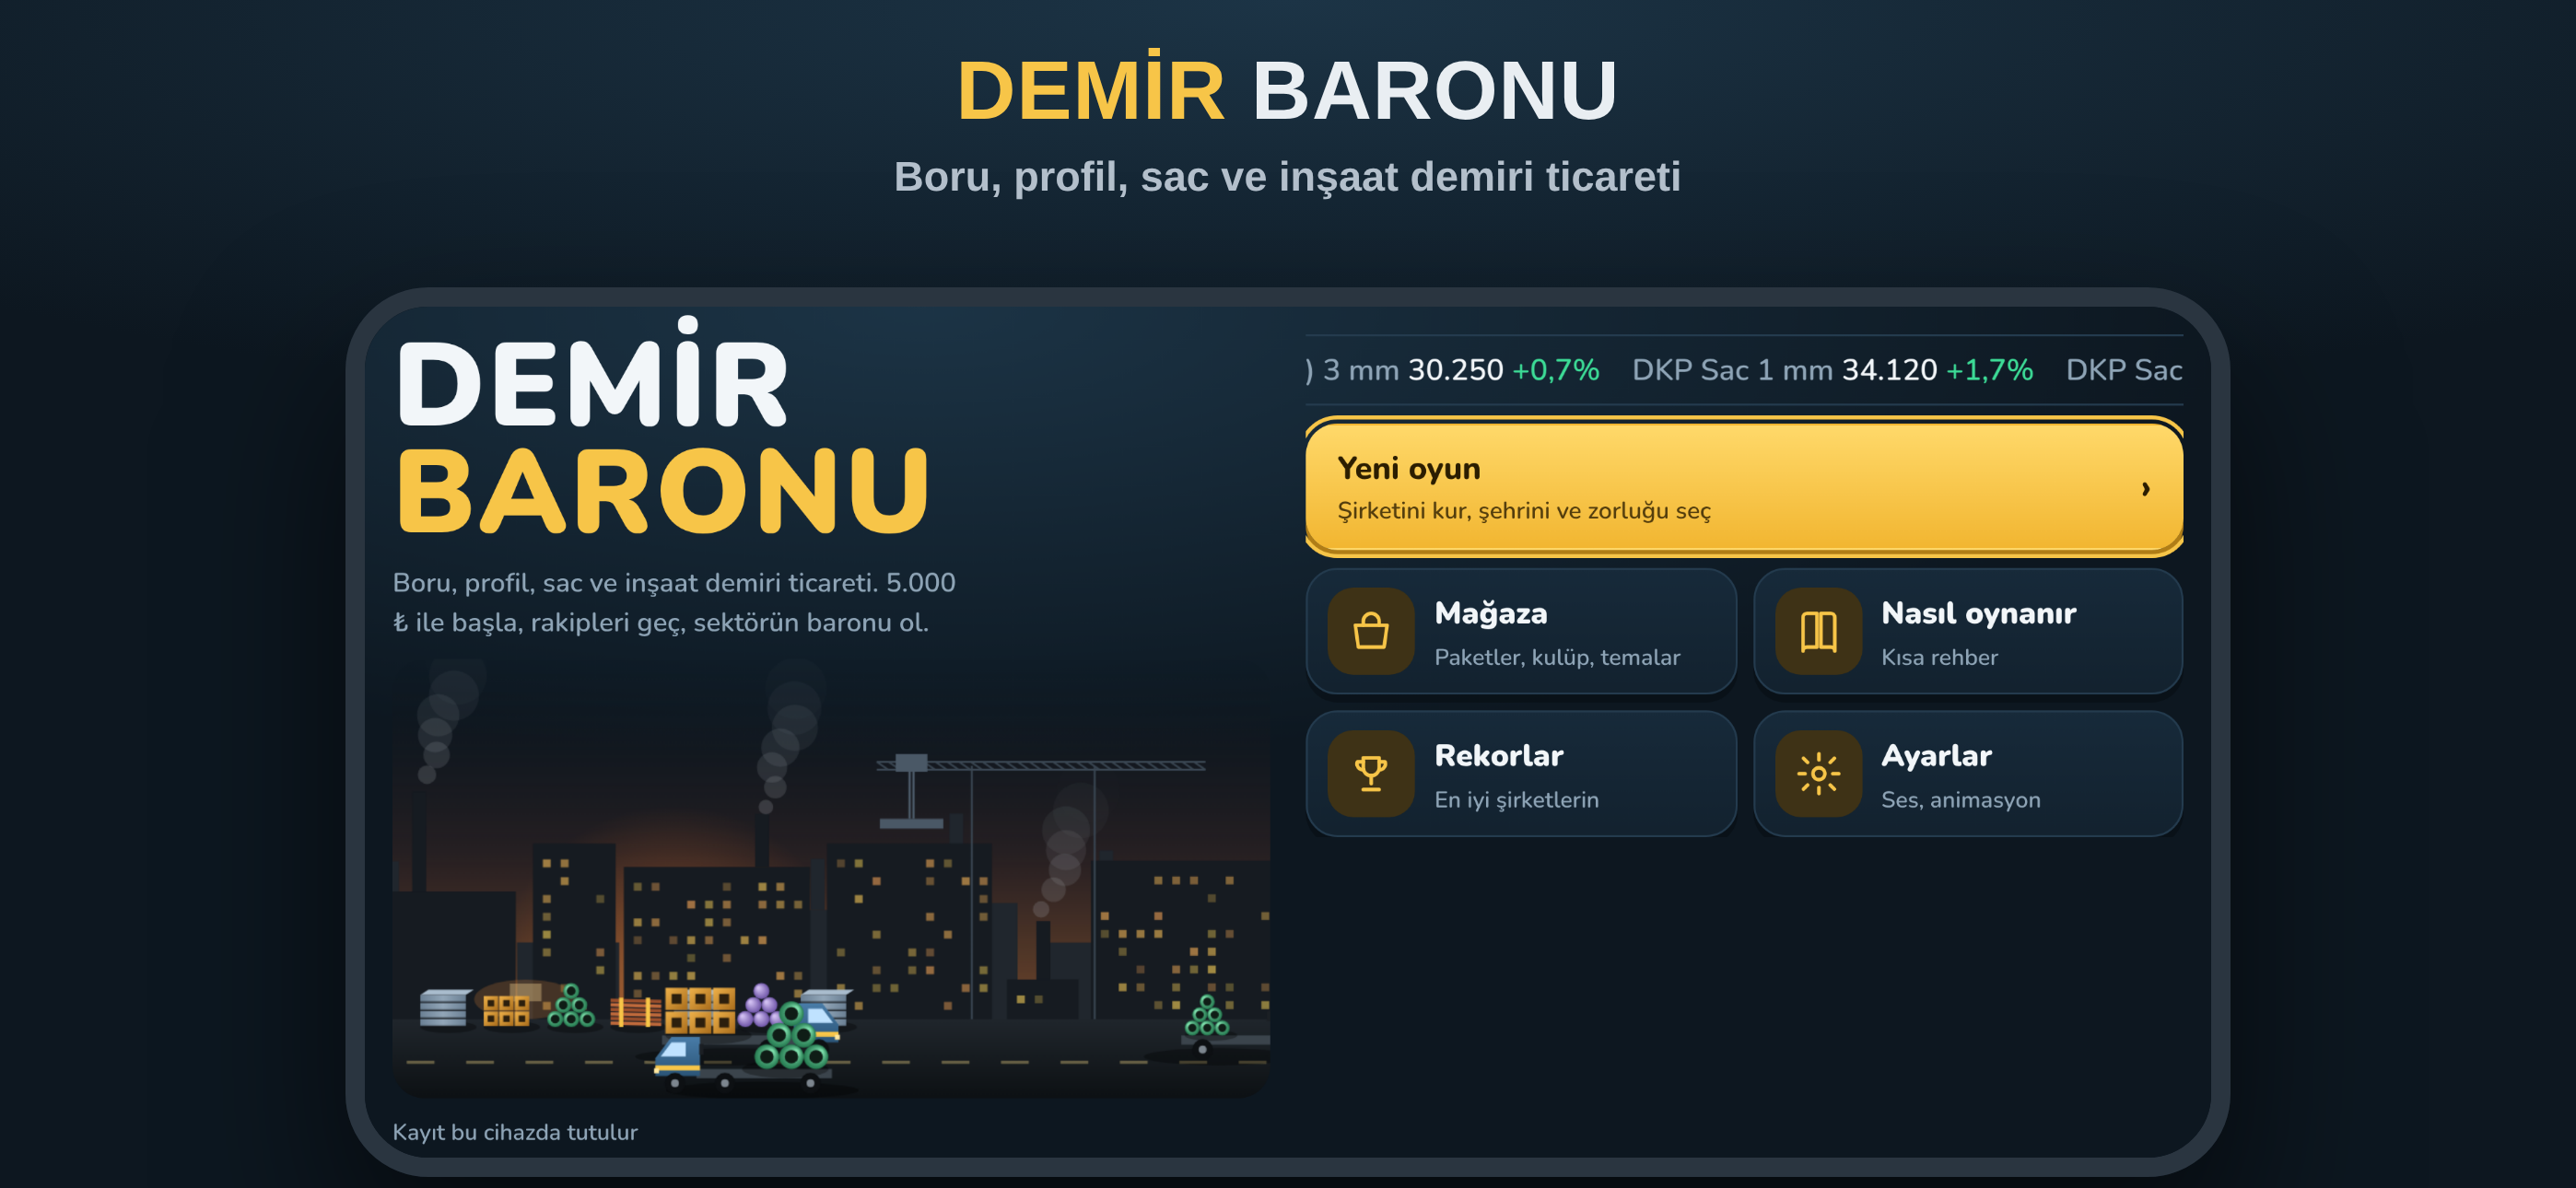 DEMİR BARONU
Boru, profil, sac ve inşaat demiri ticareti
DEMİR
BARONU
Boru, profil, sac ve inşaat demiri ticareti. 5.000
₺ ile başla, rakipleri geç, sektörün baronu ol.
Kayıt bu cihazda tutulur
) 3 mm 30.250 +0,7% DKP Sac 1 mm 34.120 +1,7% DKP Sac
Yeni oyun
Şirketini kur, şehrini ve zorluğu seç
›
Mağaza
Paketler, kulüp, temalar
Nasıl oynanır
Kısa rehber
Rekorlar
En iyi şirketlerin
Ayarlar
Ses, animasyon